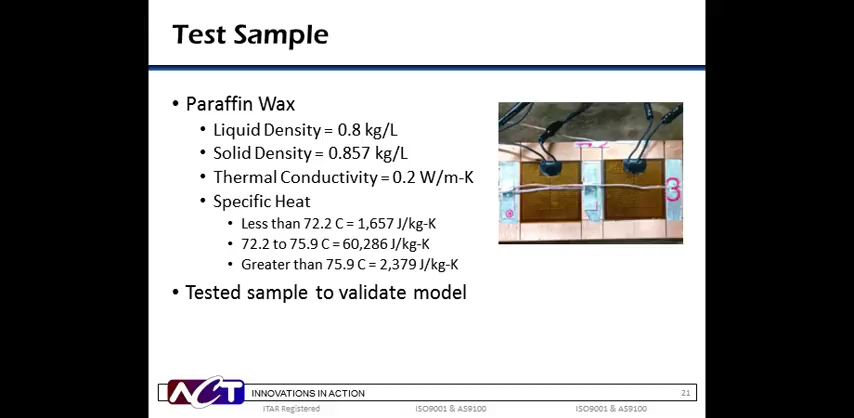 Test Sample
• Paraffin Wax
• Liquid Density = 0.8 kg/L
• Solid Density = 0.857 kg/L
• Thermal Conductivity = 0.2 W/m-K
• Specific Heat
• Less than 72.2 C = 1,657 J/kg-K
• 72.2 to 75.9 C = 60,286 J/kg-K
• Greater than 75.9 C = 2,379 J/kg-K
• Tested sample to validate model
3
ACT INNOVATIONS IN ACTION 21
ITAR Registered ISO9001 & AS9100 ISO9001 & AS9100